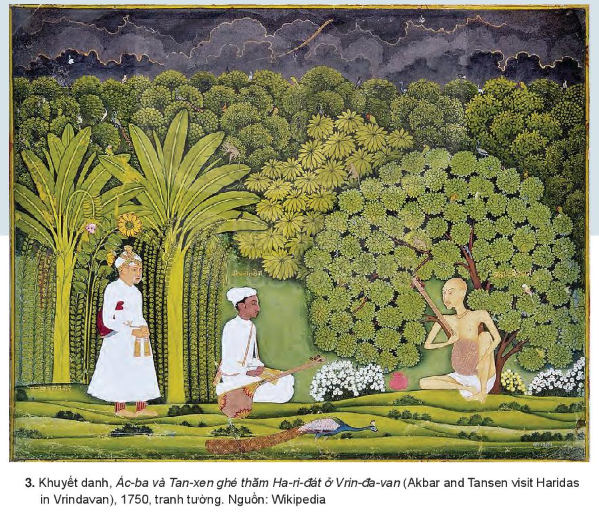 3. Khuyết danh, Ác-ba và Tan-xen ghé thăm Ha-ri-đát ở Vrin-đa-van (Akbar and Tansen visit Haridas
in Vrindavan), 1750, tranh tường. Nguồn: Wikipedia